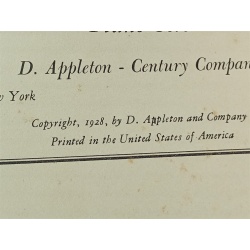 D. Appleton - Century Compan
York
Copyright, 1928, by D. Appleton and Company
Printed in the United States of America